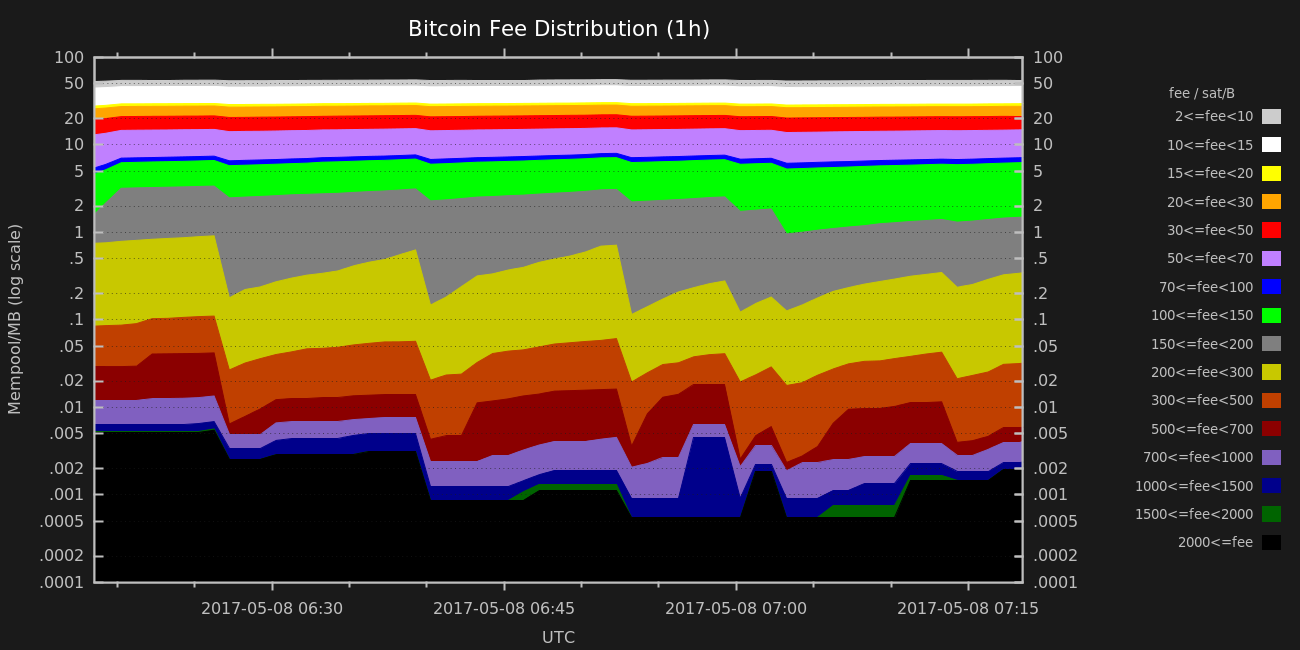 Bitcoin Fee Distribution (1h)
100
50
20
10
5
2
1
.5
.2
.1
.05
.02
.01
.005
.002
.001
.0005
.0002
.0001
Mempool/MB (log scale)
100
50
20
10
5
2
1
.5
.2
.1
.05
.02
.01
.005
.002
.001
.0005
.0002
.0001
2017-05-08 06:30
2017-05-08 06:45
2017-05-08 07:00
2017-05-08 07:15
UTC
fee / sat/B
2<=fee<10
10<=fee<15
15<=fee<20
20<=fee<30
30<=fee<50
50<=fee<70
70<=fee<100
100<=fee<150
150<=fee<200
200<=fee<300
300<=fee<500
500<=fee<700
700<=fee<1000
1000<=fee<1500
1500<=fee<2000
2000<=fee